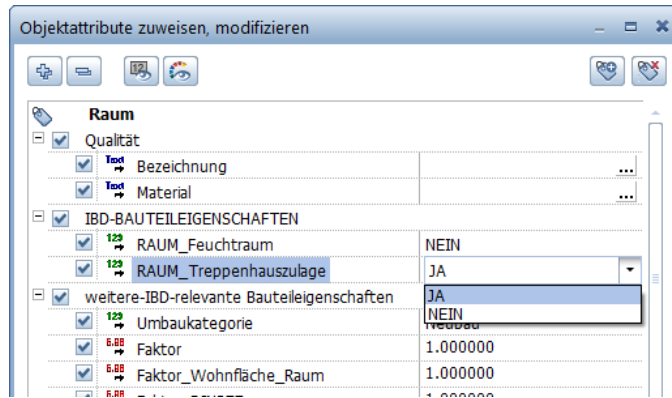 Objektattribute zuweisen, modifizieren
Raum
Qualität
Text Bezeichnung ...
Text Material ...
IBD-BAUTEILEIGENSCHAFTEN
123 RAUM_Feuchtraum NEIN
123 RAUM_Treppenhauszulage JA
JA
weitere-IBD-relevante Bauteileigenschaften
NEIN
123 Umbaukategorie Neubau
6.88 Faktor 1.000000
6.88 Faktor_Wohnfläche_Raum 1.000000